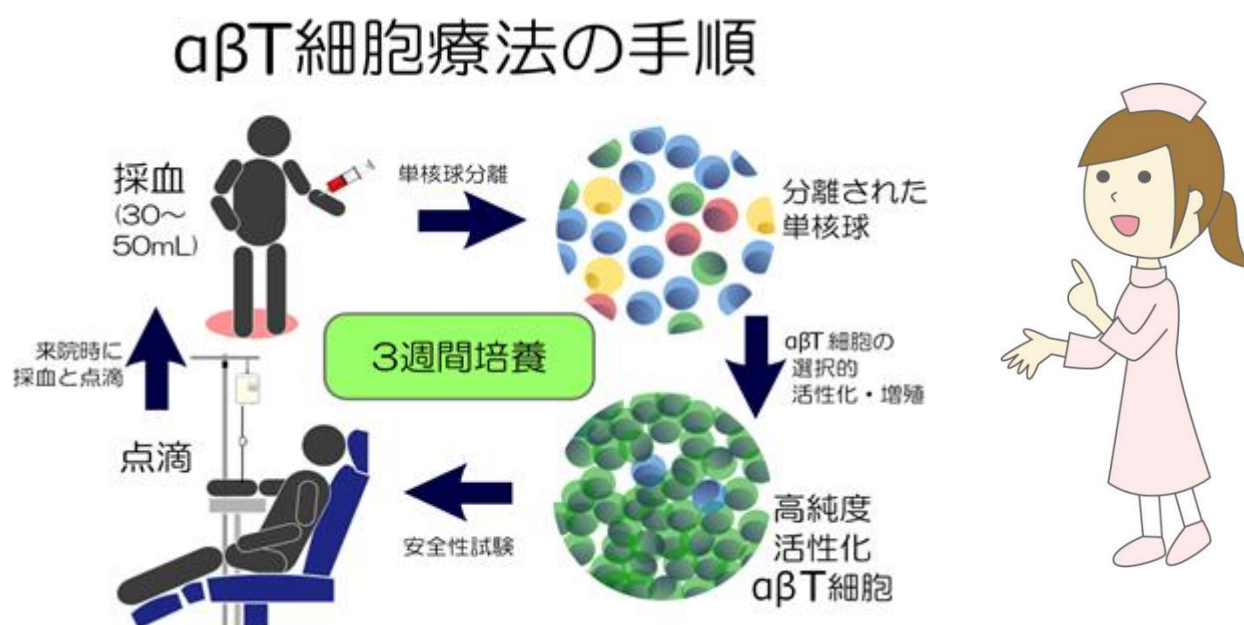 αβT細胞療法の手順
採血
(30～
50mL)
単核球分離
分離された
単核球
αβT 細胞の
選択的
活性化・増殖
3週間培養
高純度
活性化
αβT細胞
安全性試験
点滴
来院時に
採血と点滴